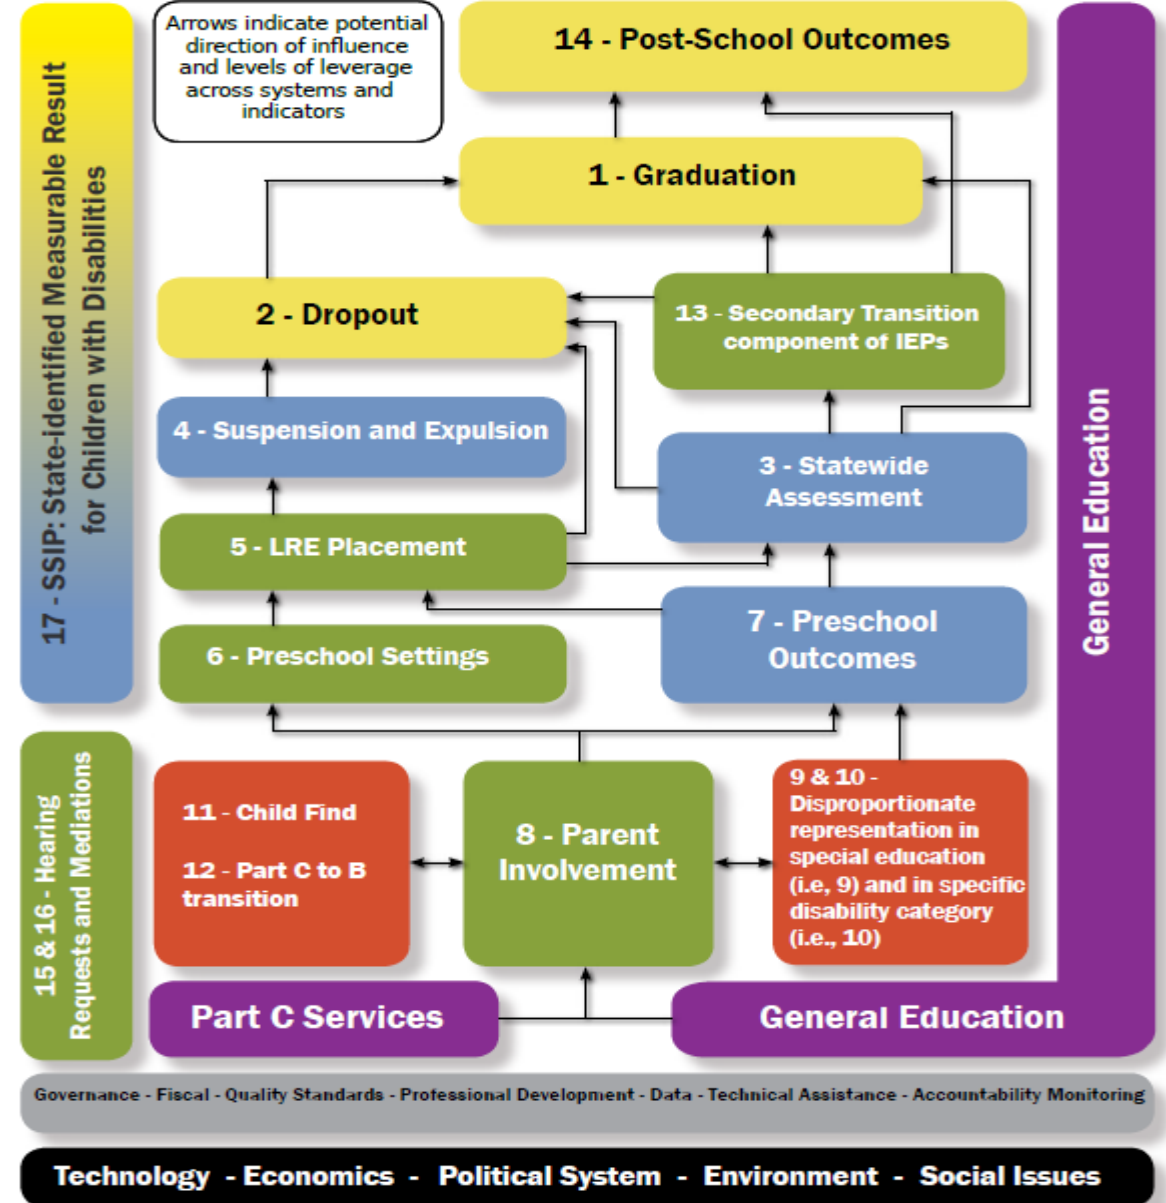 Arrows indicate potential
direction of influence
and levels of leverage
across systems and
indicators
14 - Post-School Outcomes
1 - Graduation
2 - Dropout
13 - Secondary Transition
component of IEPs
4 - Suspension and Expulsion
3 - Statewide
Assessment
5 - LRE Placement
7 - Preschool
Outcomes
6 - Preschool Settings
17 - SSIP: State-identified Measurable Result
for Children with Disabilities
General Education
15 & 16 - Hearing
Requests and Mediations
11 - Child Find
12 - Part C to B
transition
8 - Parent
Involvement
9 & 10 -
Disproportionate
representation in
special education
(i.e, 9) and in specific
disability category
(i.e., 10)
Part C Services
General Education
Governance - Fiscal - Quality Standards - Professional Development - Data - Technical Assistance - Accountability Monitoring
Technology - Economics - Political System - Environment - Social Issues